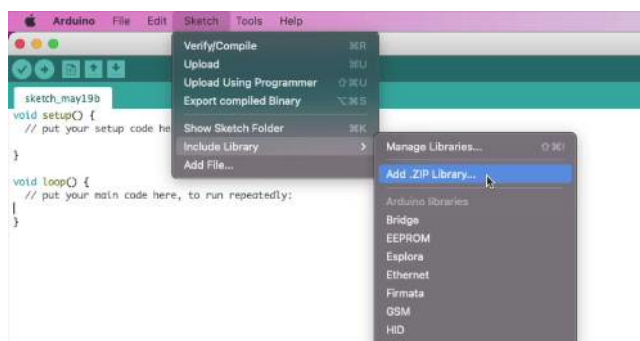 Arduino File Edit Sketch Tools Help
Verify/Compile ⌘R
Upload ⌘U
Upload Using Programmer ⇧⌘U
Export compiled Binary ⌥⌘S
Show Sketch Folder ⌘K
Include Library >
Add File...
sketch_may19b
void setup() {
// put your setup code he
}
void loop() {
// put your main code here, to run repeatedly:
}
Manage Libraries... ⇧⌘I
Add .ZIP Library...
Arduino libraries
Bridge
EEPROM
Esplora
Ethernet
Firmata
GSM
HID